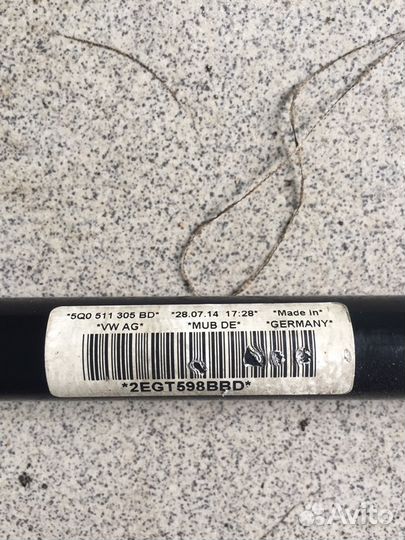 *5Q0 511 305 BD* *28.07.14 17:28* *Made in*
*VW AG* *MUB DE* *GERMANY*
*2EGT598BBD*
Avito